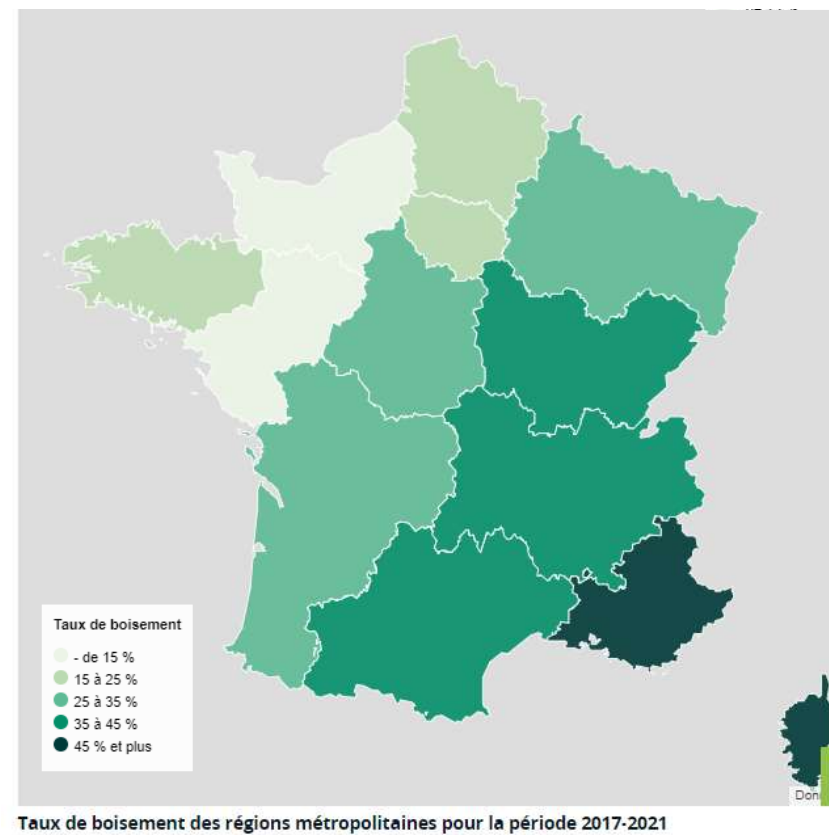 Taux de boisement
- de 15 %
15 à 25 %
25 à 35 %
35 à 45 %
45 % et plus
Taux de boisement des régions métropolitaines pour la période 2017-2021